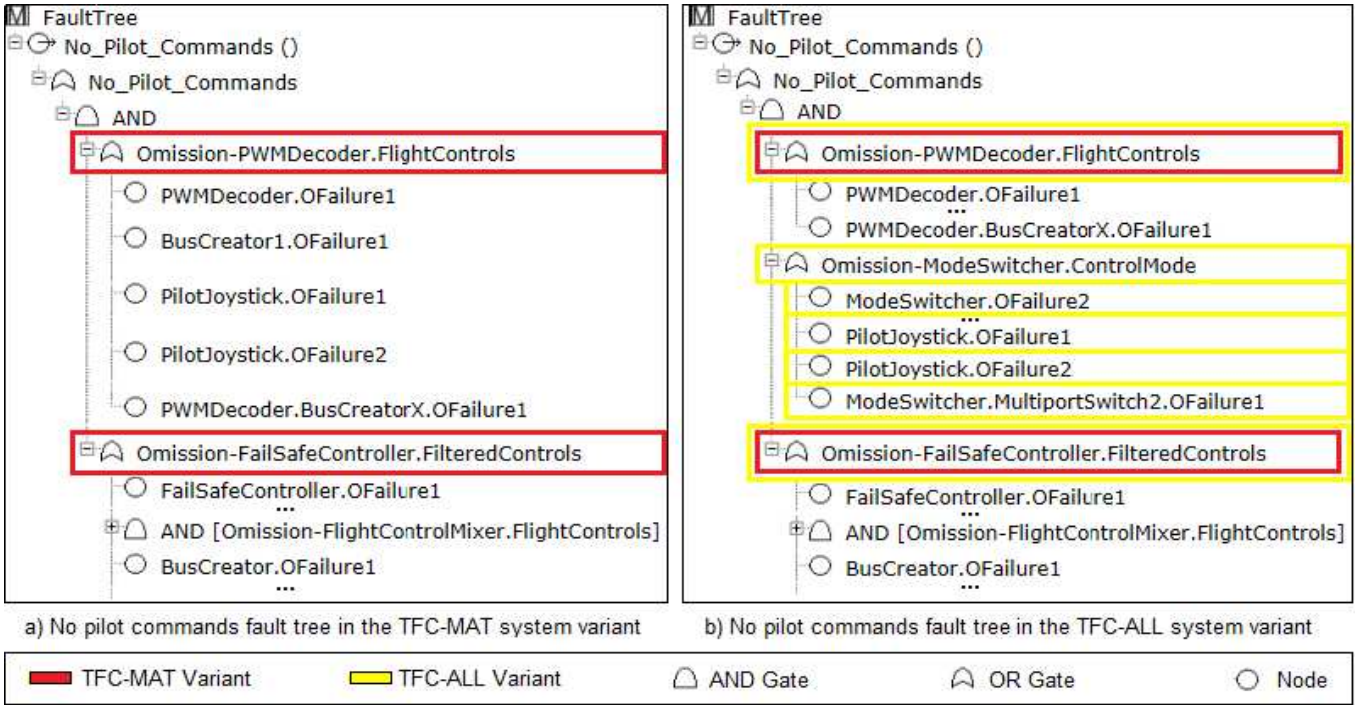 FaultTree
No_Pilot_Commands ()
No_Pilot_Commands
AND
Omission-PWMDecoder.FlightControls
PWMDecoder.OFailure1
BusCreator1.OFailure1
PilotJoystick.OFailure1
PilotJoystick.OFailure2
PWMDecoder.BusCreatorX.OFailure1
Omission-FailSafeController.FilteredControls
FailSafeController.OFailure1
...
AND [Omission-FlightControlMixer.FlightControls]
BusCreator.OFailure1
...
a) No pilot commands fault tree in the TFC-MAT system variant
FaultTree
No_Pilot_Commands ()
No_Pilot_Commands
AND
Omission-PWMDecoder.FlightControls
PWMDecoder.OFailure1
...
PWMDecoder.BusCreatorX.OFailure1
Omission-ModeSwitcher.ControlMode
ModeSwitcher.OFailure2
...
PilotJoystick.OFailure1
PilotJoystick.OFailure2
ModeSwitcher.MultiportSwitch2.OFailure1
Omission-FailSafeController.FilteredControls
FailSafeController.OFailure1
...
AND [Omission-FlightControlMixer.FlightControls]
BusCreator.OFailure1
...
b) No pilot commands fault tree in the TFC-ALL system variant
TFC-MAT Variant TFC-ALL Variant AND Gate OR Gate Node